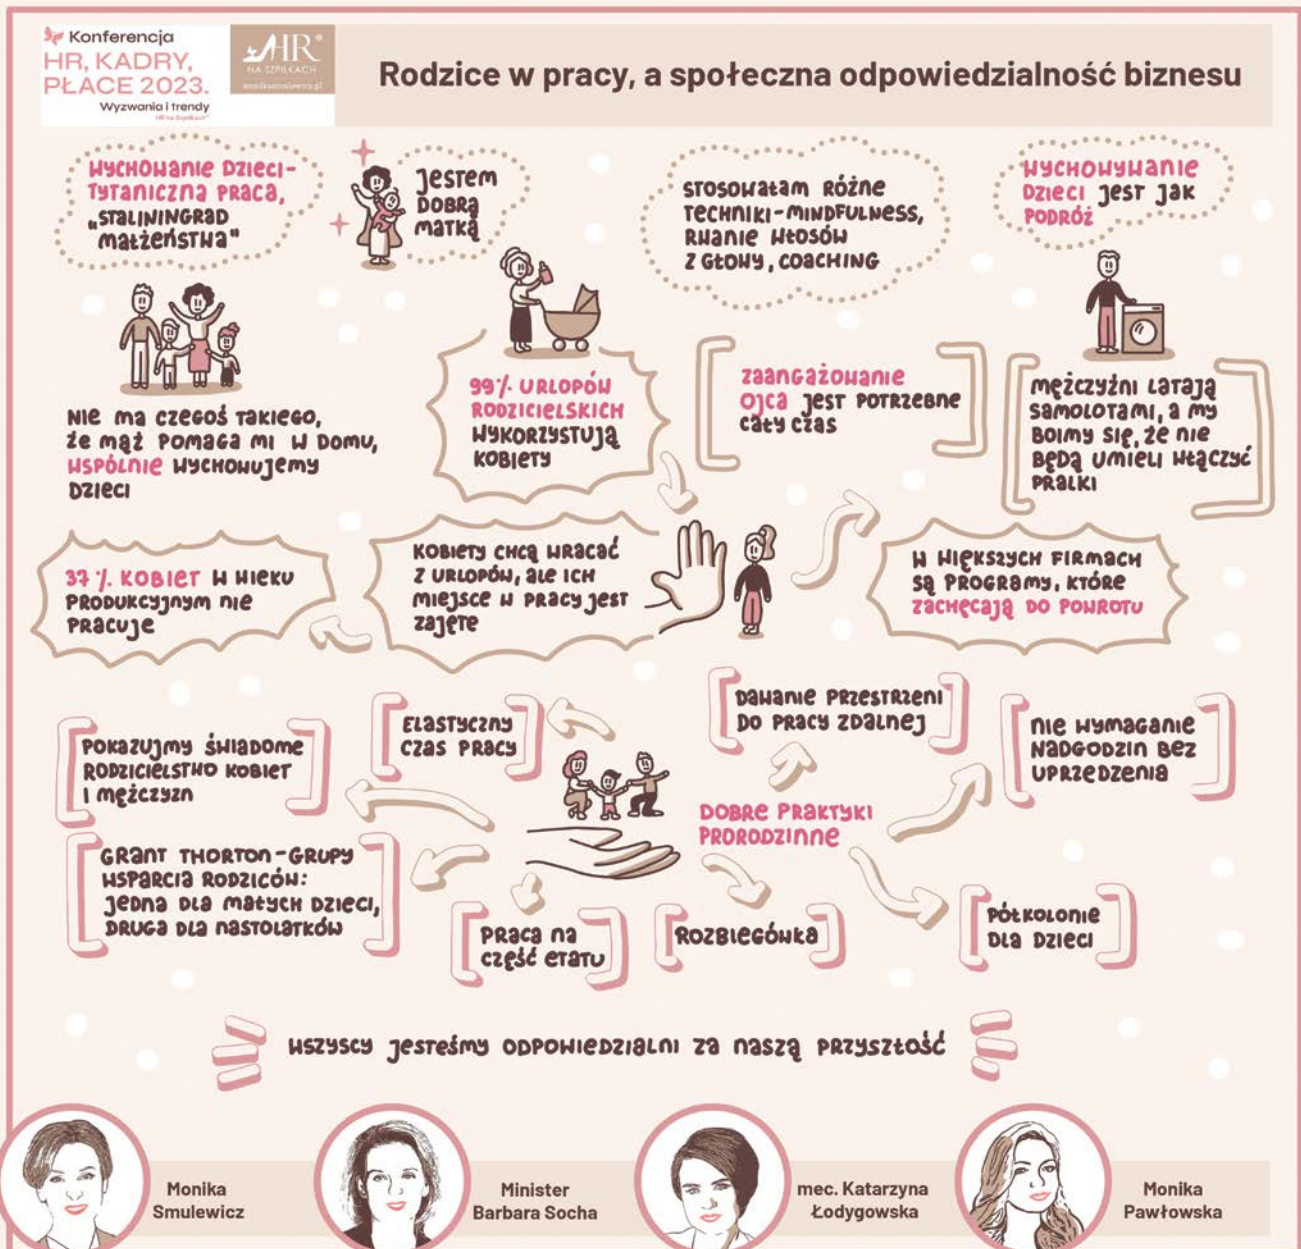 Konferencja
HR, KADRY,
PŁACE 2023.
Wyzwania i trendy
HR na Szpilkach
HR®
NA SZPILKACH
monikasmulewicz.pl
Rodzice w pracy, a społeczna odpowiedzialność biznesu
WYCHOWANIE DZIECI-
TYTANICZNA PRACA,
„STALININGRAD
MAŁŻEŃSTWA"
JESTEM
DOBRĄ
MATKĄ
STOSOWAŁAM RÓŻNE
TECHNIKI-MINDFULNESS,
RWANIE WŁOSÓW
Z GŁOWY, COACHING
WYCHOWYWANIE
DZIECI JEST JAK
PODRÓŻ
NIE MA CZEGOŚ TAKIEGO,
ŻE MĄŻ POMAGA MI W DOMU,
WSPÓLNIE WYCHOWUJEMY
DZIECI
99% URLOPÓW
RODZICIELSKICH
WYKORZYSTUJĄ
KOBIETY
ZAANGAŻOWANIE
OJCA JEST POTRZEBNE
CAŁY CZAS
MĘŻCZYŹNI LATAJĄ
SAMOLOTAMI, A MY
BOIMY SIĘ, ŻE NIE
BĘDĄ UMIELI WŁĄCZYĆ
PRALKI
37% KOBIET W WIEKU
PRODUKCYJNYM NIE
PRACUJE
KOBIETY CHCĄ WRACAĆ
Z URLOPÓW, ALE ICH
MIEJSCE W PRACY JEST
ZAJĘTE
W WIĘKSZYCH FIRMACH
SĄ PROGRAMY, KTÓRE
ZACHĘCAJĄ DO POWROTU
POKAZUJMY ŚWIADOME
RODZICIELSTWO KOBIET
I MĘŻCZYZN
ELASTYCZNY
CZAS PRACY
DAWANIE PRZESTRZENI
DO PRACY ZDALNEJ
NIE WYMAGANIE
NADGODZIN BEZ
UPRZEDZENIA
DOBRE PRAKTYKI
PRORODZINNE
GRANT THORTON-GRUPY
WSPARCIA RODZICÓW:
JEDNA DLA MAŁYCH DZIECI,
DRUGA DLA NASTOLATKÓW
PRACA NA
CZĘŚĆ ETATU
ROZBIEGÓWKA
PÓŁKOLONIE
DLA DZIECI
WSZYSCY JESTEŚMY ODPOWIEDZIALNI ZA NASZĄ PRZYSZŁOŚĆ
Monika
Smulewicz
Minister
Barbara Socha
mec. Katarzyna
Łodygowska
Monika
Pawłowska